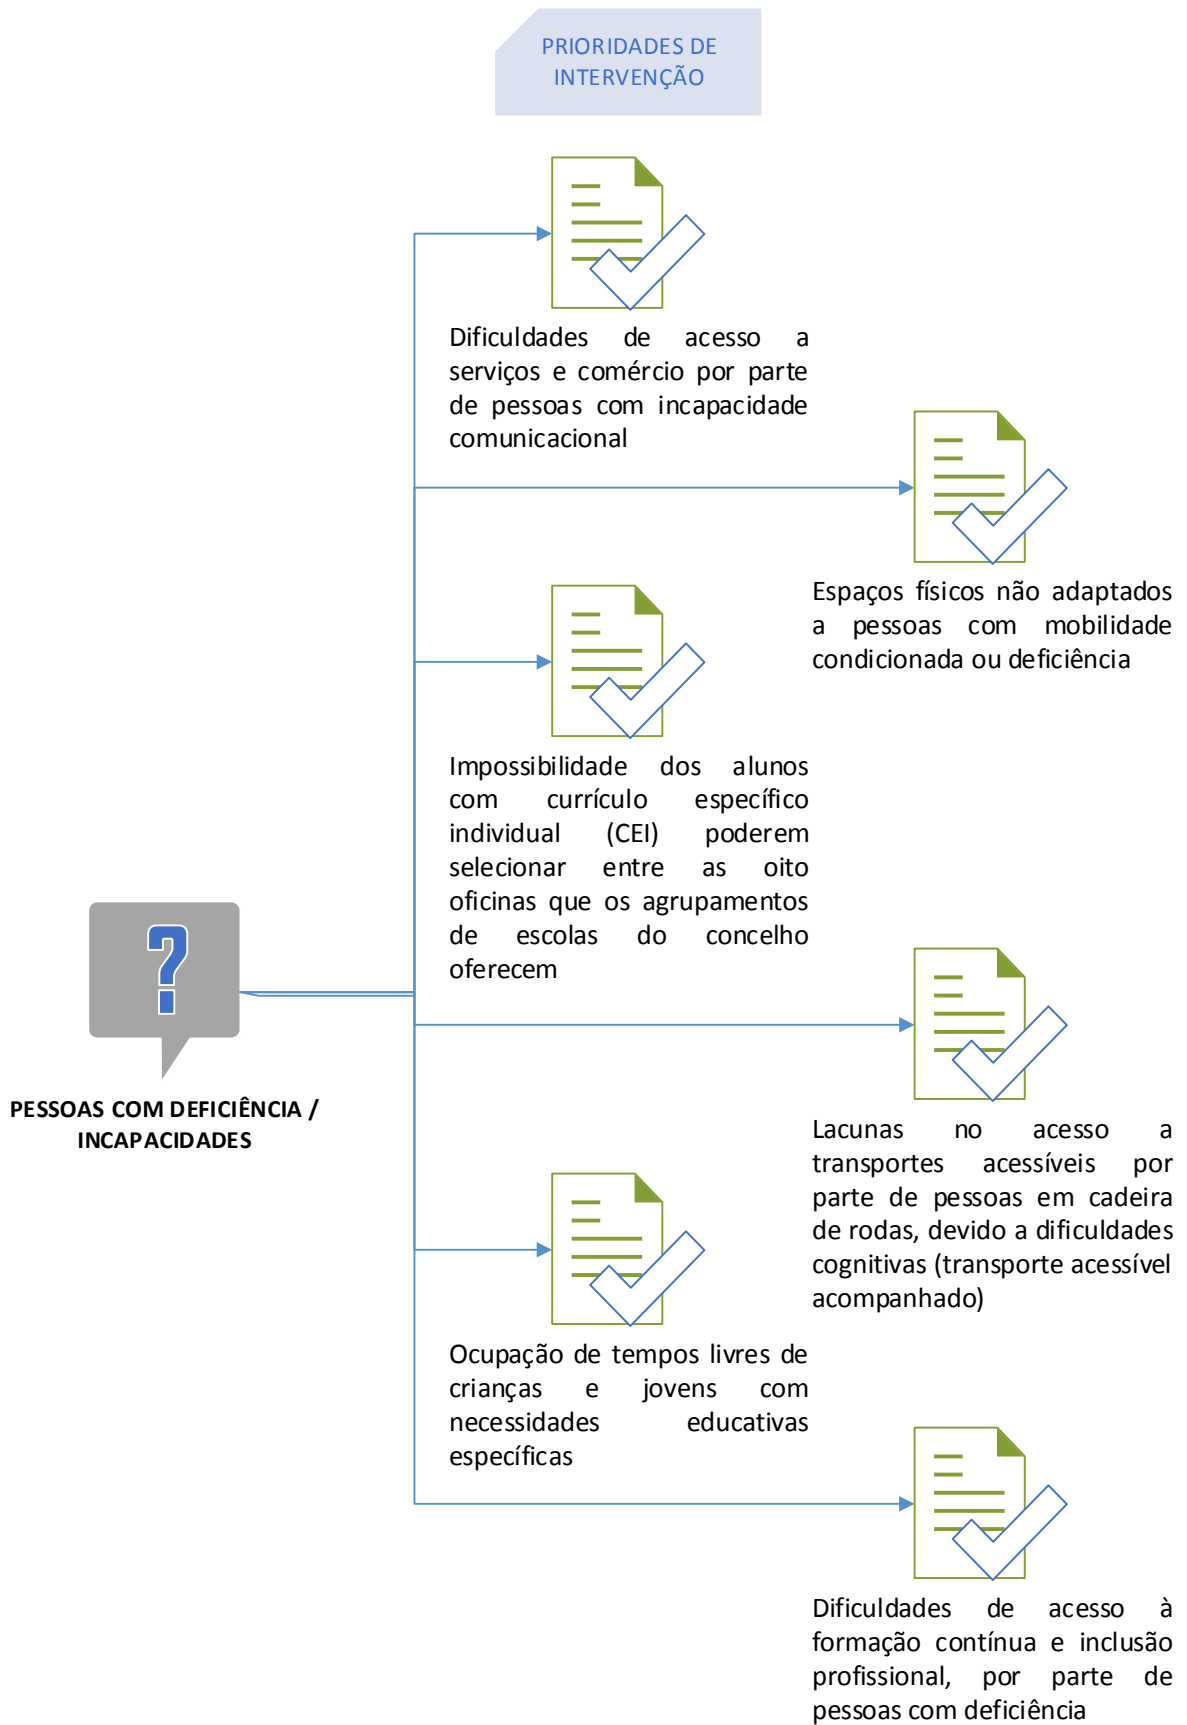 PRIORIDADES DE
INTERVENÇÃO
Dificuldades de acesso a
serviços e comércio por parte
de pessoas com incapacidade
comunicacional
Espaços físicos não adaptados
a pessoas com mobilidade
condicionada ou deficiência
Impossibilidade dos alunos
com currículo específico
individual (CEI) poderem
selecionar entre as oito
oficinas que os agrupamentos
de escolas do concelho
oferecem
?
PESSOAS COM DEFICIÊNCIA /
INCAPACIDADES
Lacunas no acesso a
transportes acessíveis por
parte de pessoas em cadeira
de rodas, devido a dificuldades
cognitivas (transporte acessível
acompanhado)
Ocupação de tempos livres de
crianças e jovens com
necessidades educativas
específicas
Dificuldades de acesso à
formação contínua e inclusão
profissional, por parte de
pessoas com deficiência